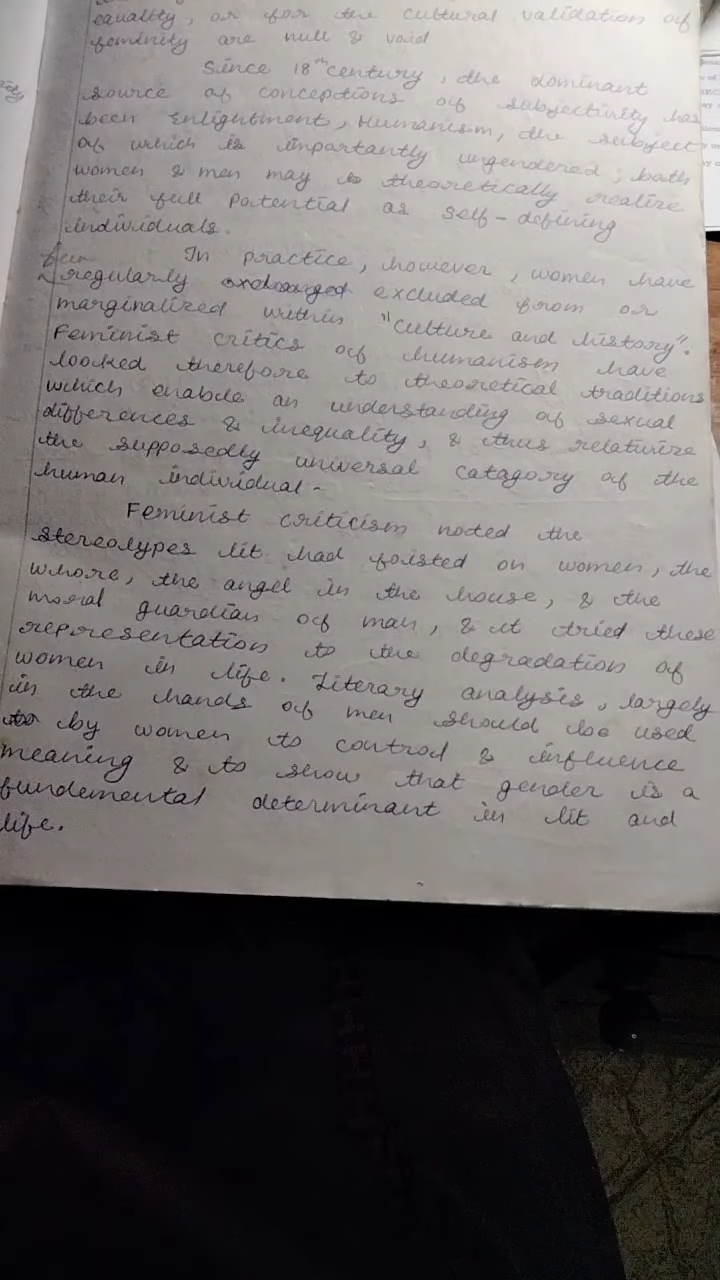 equality, or for the cultural validation of
feminity are null & void
Since 18th century, the dominant
source of conceptions of subjectivity has
been Enlightment, Humanism, the subject
of which is importantly ungendered; both
women & men may theoretically realize
their full potential as self-defining
individuals.
In practice, however, women have
regularly exchanged excluded from or
marginalized within "culture and history".
Feminist critics of humanism have
looked therefore to theoretical traditions
which enable an understanding of sexual
differences & inequality, & thus relativize
the supposedly universal catagory of the
human individual-
Feminist criticism noted the
stereotypes lit had foisted on women, the
whore, the angel in the house, & the
moral guardian of man, & it tried these
representation to the degradation of
women in life. Literary analysis, largely
in the hands of men should be used
by women to control & influence
meaning & to show that gender is a
fundemental determinant in lit and
life.